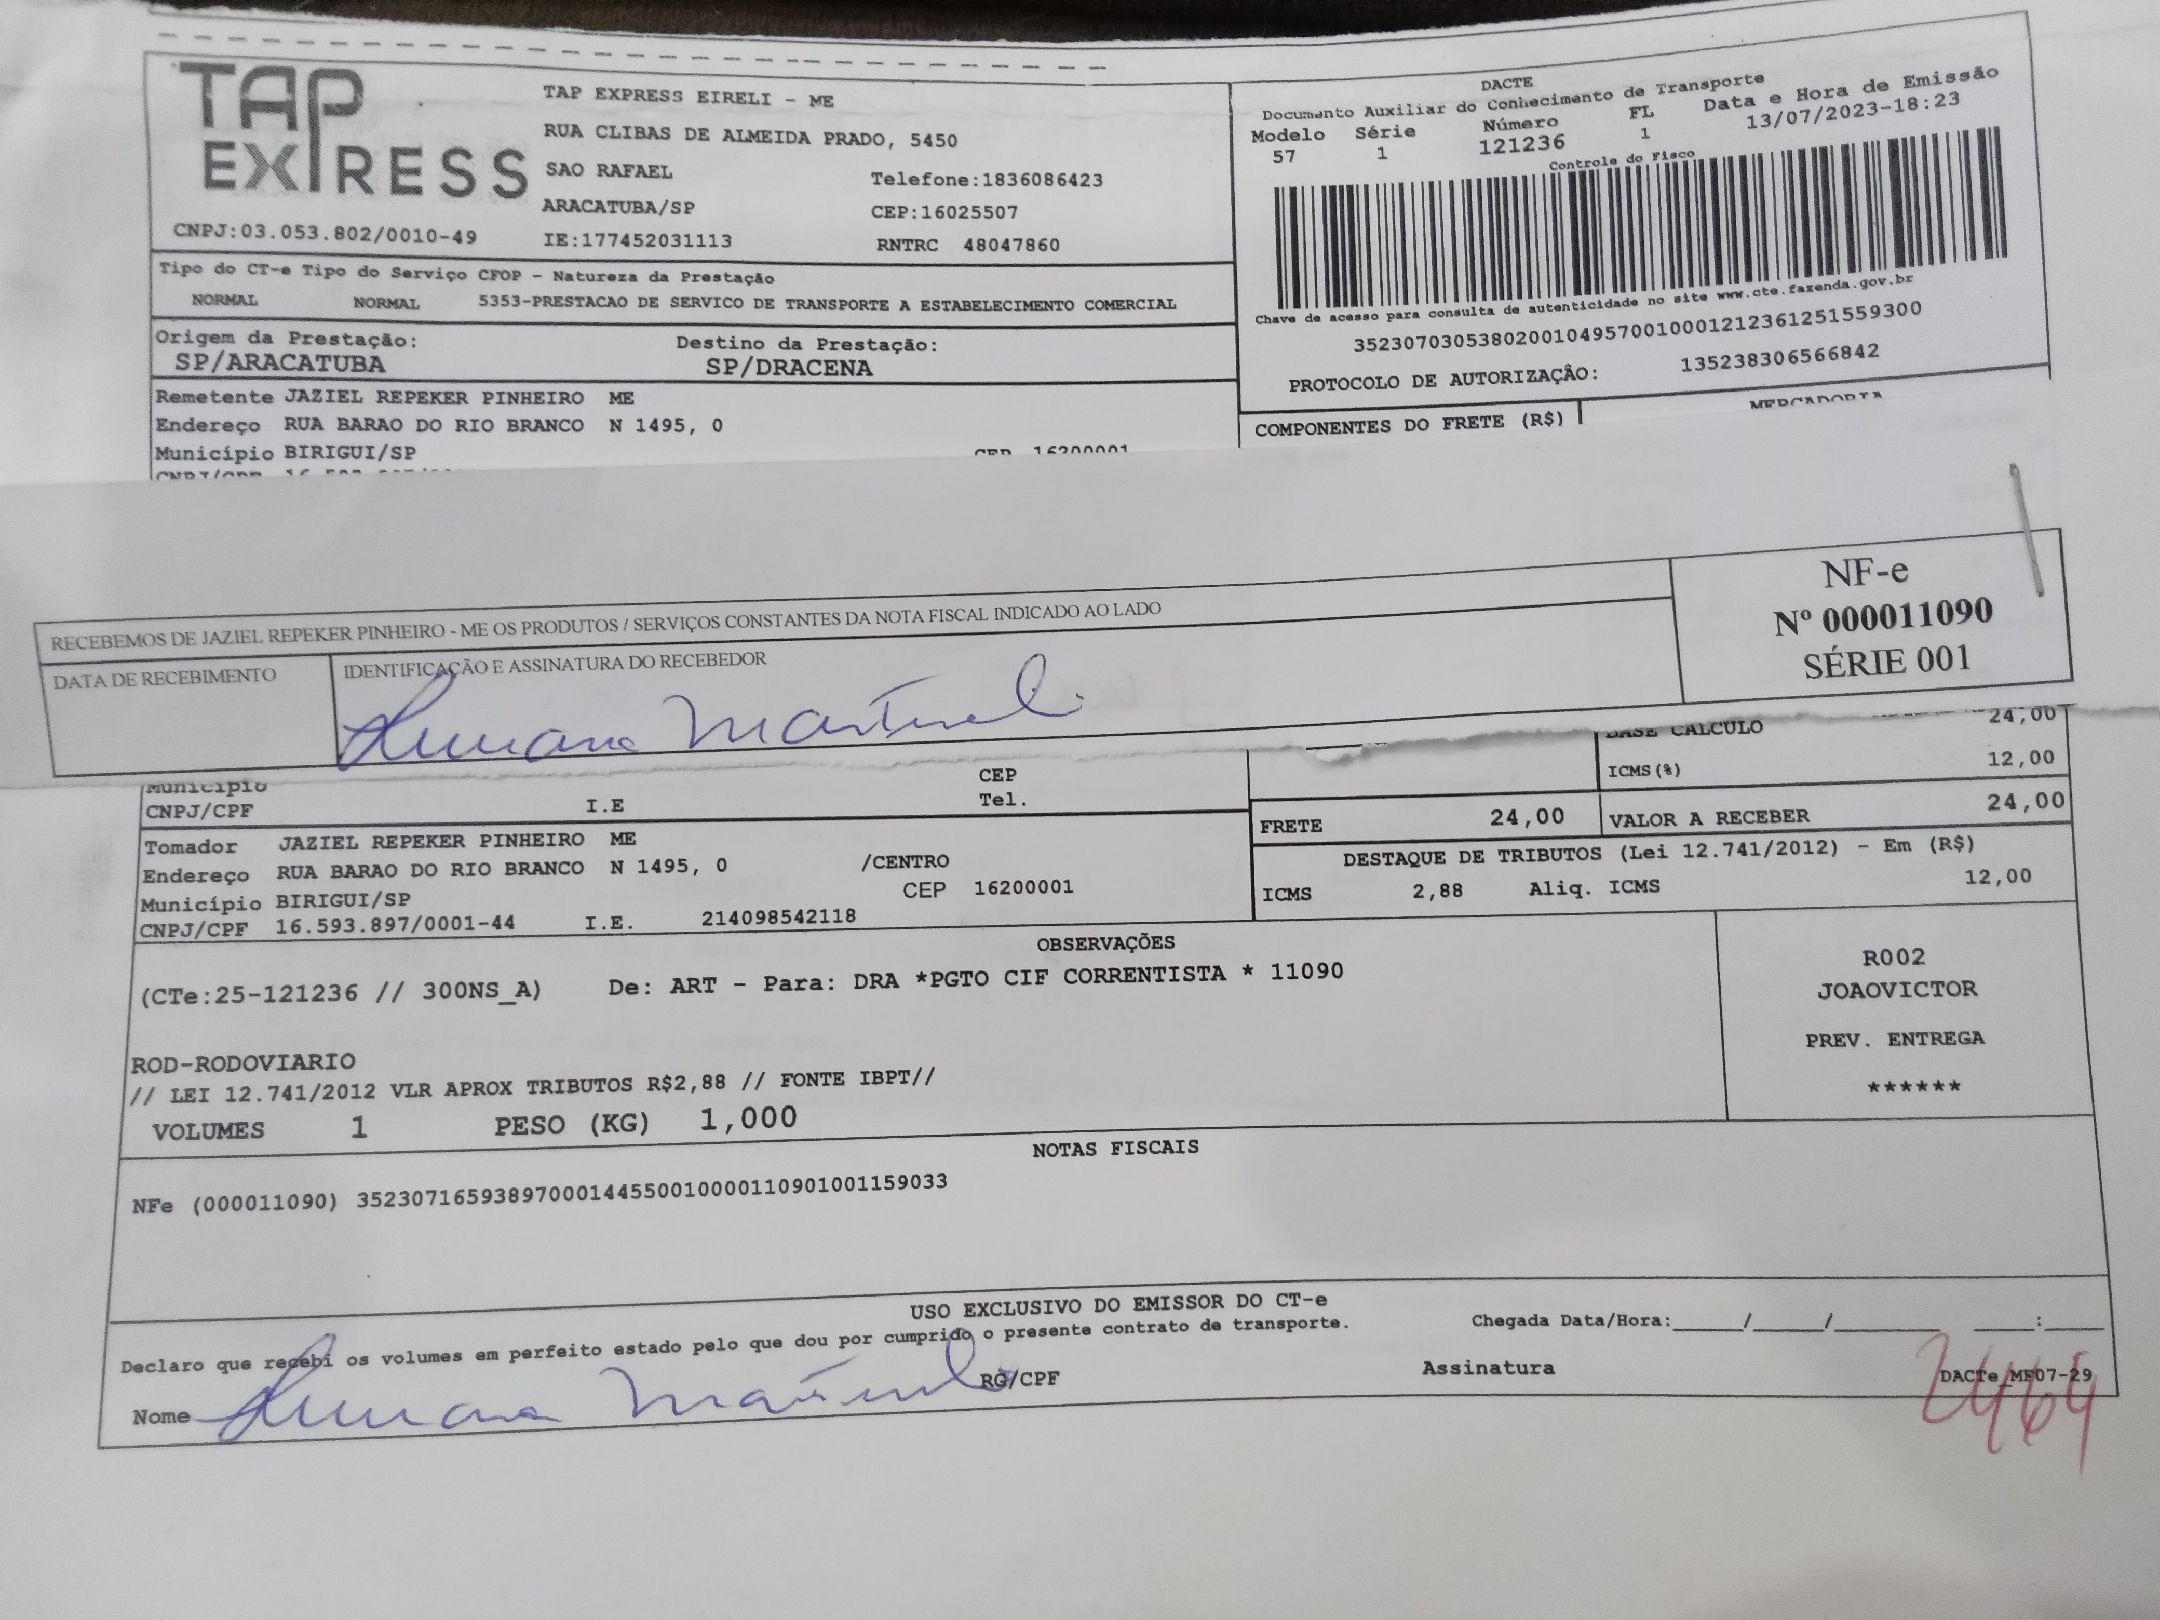 TAP
EXPRESS
TAP EXPRESS EIRELI - ME
RUA CLIBAS DE ALMEIDA PRADO, 5450
SAO RAFAEL
Telefone:1836086423
ARACATUBA/SP
CEP:16025507
CNPJ:03.053.802/0010-49
IE:177452031113
RNTRC 48047860
DACTE
Documento Auxiliar do Conhecimento de Transporte
Modelo Série Número FL Data e Hora de Emissão
57 1 121236 1 13/07/2023-18:23
Controle do Fisco
Chave de acesso para consulta de autenticidade no site www.cte.fazenda.gov.br
35230703053802001049570010001212361251559300
PROTOCOLO DE AUTORIZAÇÃO: 135238306566842
Tipo do CT-e Tipo do Serviço CFOP - Natureza da Prestação
NORMAL NORMAL 5353-PRESTACAO DE SERVICO DE TRANSPORTE A ESTABELECIMENTO COMERCIAL
Origem da Prestação: Destino da Prestação:
SP/ARACATUBA SP/DRACENA
Remetente JAZIEL REPEKER PINHEIRO ME
Endereço RUA BARAO DO RIO BRANCO N 1495, 0
Município BIRIGUI/SP CEP 16200001
CNPJ/CPF
COMPONENTES DO FRETE (R$) MERCADORIA
RECEBEMOS DE JAZIEL REPEKER PINHEIRO - ME OS PRODUTOS / SERVIÇOS CONSTANTES DA NOTA FISCAL INDICADO AO LADO
DATA DE RECEBIMENTO
IDENTIFICAÇÃO E ASSINATURA DO RECEBEDOR
NF-e
Nº 000011090
SÉRIE 001
BASE CALCULO 24,00
ICMS(%) 12,00
Município CEP
CNPJ/CPF I.E Tel.
FRETE 24,00 VALOR A RECEBER 24,00
Tomador JAZIEL REPEKER PINHEIRO ME
Endereço RUA BARAO DO RIO BRANCO N 1495, 0 /CENTRO
Município BIRIGUI/SP CEP 16200001
CNPJ/CPF 16.593.897/0001-44 I.E. 214098542118
DESTAQUE DE TRIBUTOS (Lei 12.741/2012) - Em (R$)
ICMS 2,88 Aliq. ICMS 12,00
OBSERVAÇÕES
(CTe:25-121236 // 300NS_A) De: ART - Para: DRA *PGTO CIF CORRENTISTA * 11090
R002
JOAOVICTOR
PREV. ENTREGA
******
ROD-RODOVIARIO
// LEI 12.741/2012 VLR APROX TRIBUTOS R$2,88 // FONTE IBPT//
VOLUMES 1 PESO (KG) 1,000
NOTAS FISCAIS
NFe (000011090) 35230716593897000144550010000110901001159033
USO EXCLUSIVO DO EMISSOR DO CT-e
Declaro que recebi os volumes em perfeito estado pelo que dou por cumprido o presente contrato de transporte.
Chegada Data/Hora:_____/_____/_______ ____:____
Nome RG/CPF Assinatura
DACTe_MF07-29